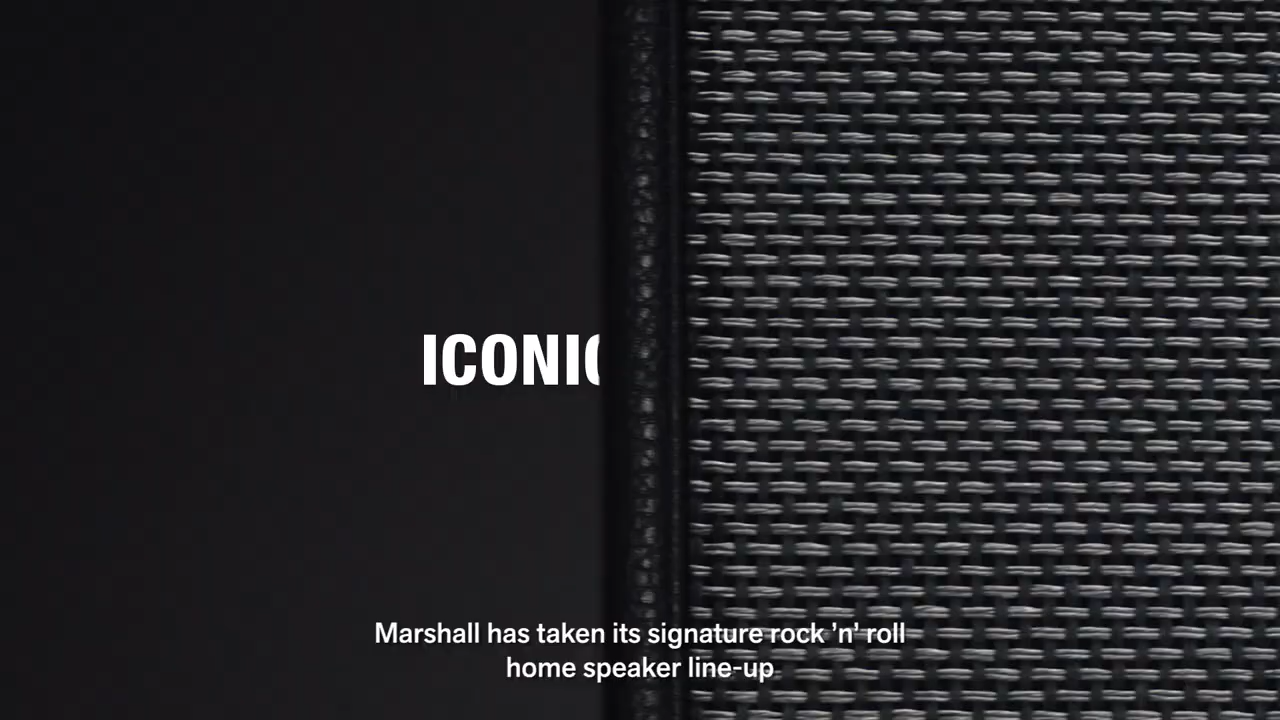 ICONIC
Marshall has taken its signature rock ’n’ roll
home speaker line-up